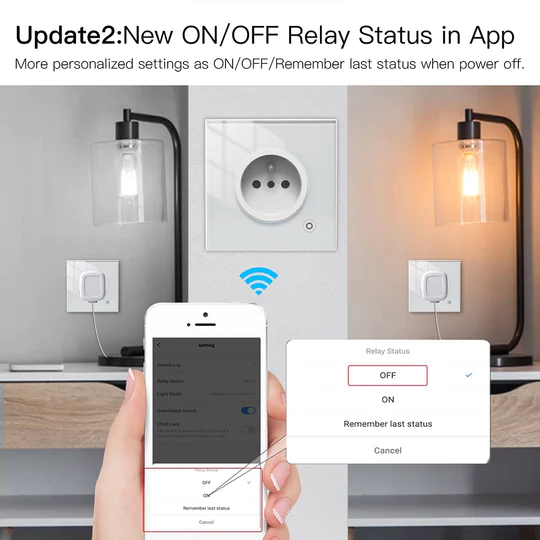 Update2:New ON/OFF Relay Status in App
More personalized settings as ON/OFF/Remember last status when power off.
setting
Switch Log
Relay Status
Light Mode
Overcharge Switch
Child Lock
Relay Status
OFF
ON
Remember last status
Cancel
Relay Status
OFF
ON
Remember last status
Cancel